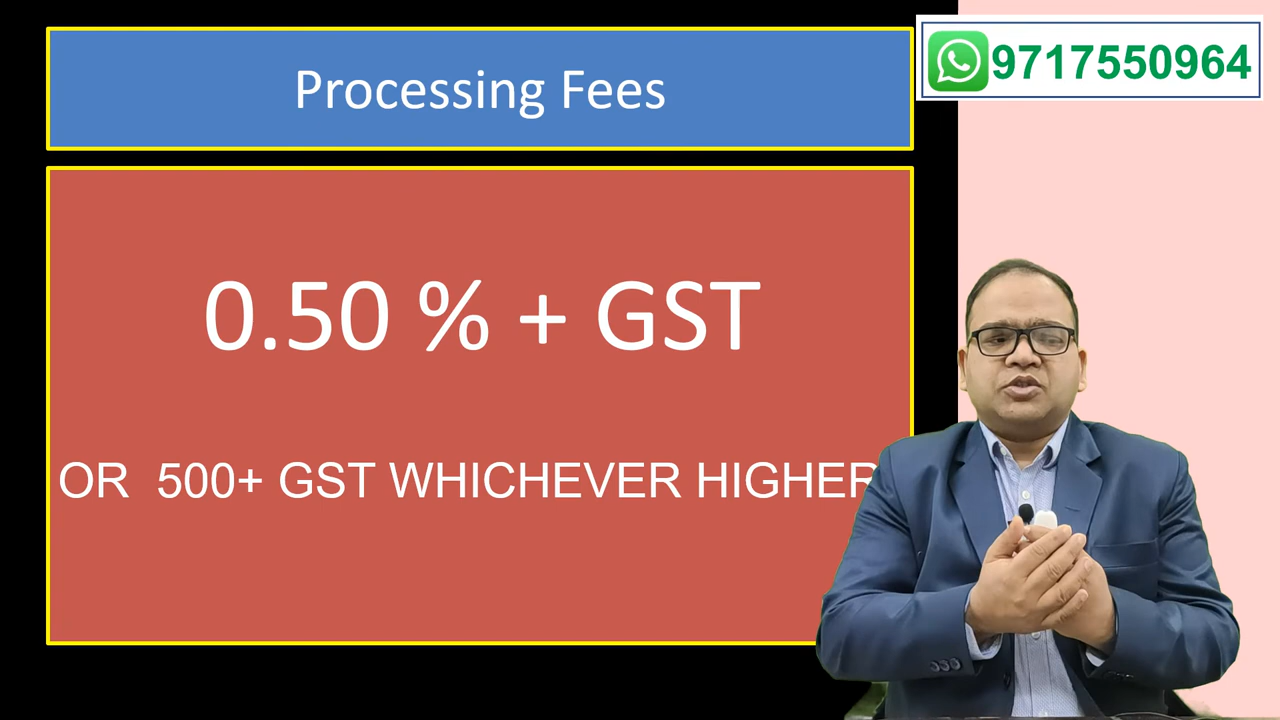 Processing Fees
9717550964
0.50 % + GST
OR 500+ GST WHICHEVER HIGHER